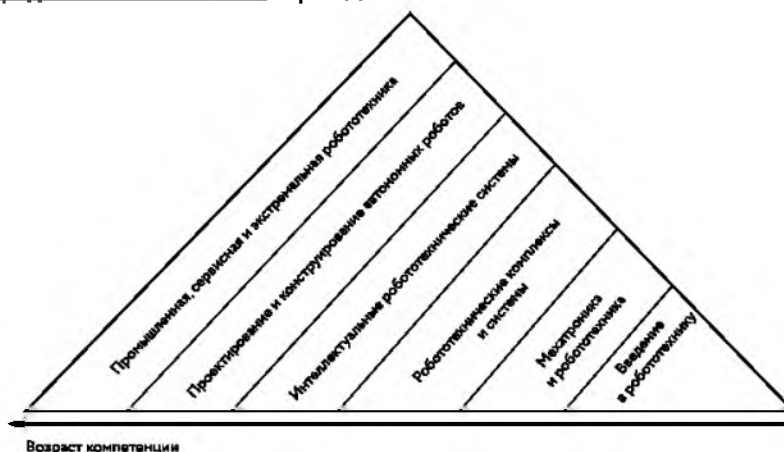 Промышленная, сервисная и экстремальная робототехника
Проектирование и конструирование автономных роботов
Интеллектуальные робототехнические системы
Робототехнические комплексы
и системы
Мехатроника
и робототехника
Введение
в робототехнику
Возраст компетенции